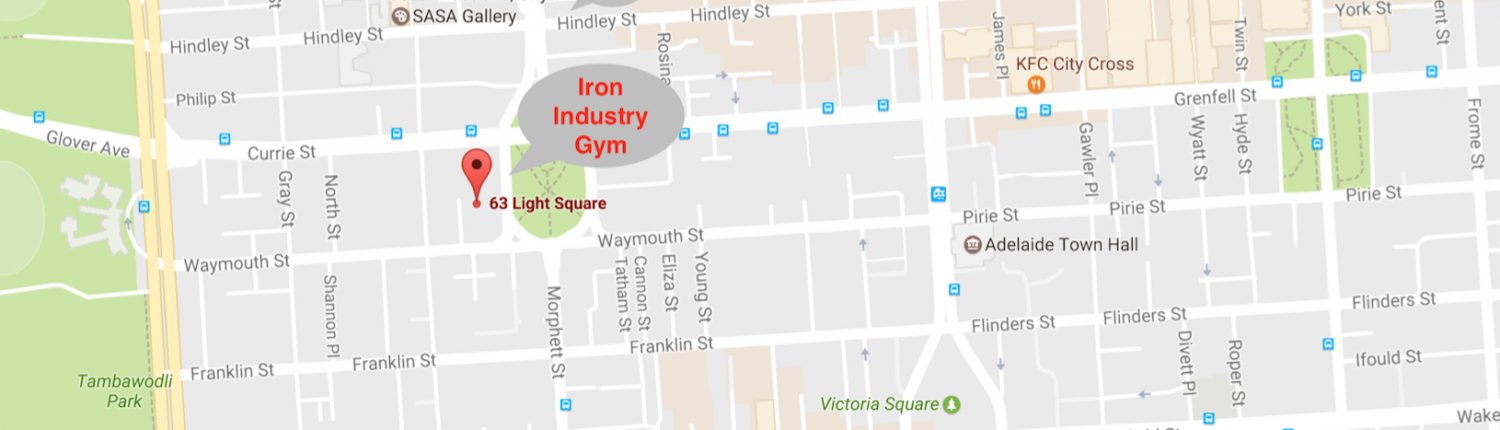 SASA Gallery
Hindley St
Hindley St
Hindley St
Hindley St
York St
Twin St
James Pl
KFC City Cross
Iron
Industry
Gym
Philip St
Grenfell St
Glover Ave
Currie St
Frome St
Gawler Pl
Wyatt St
Hyde St
Gray St
North St
63 Light Square
Pirie St
Pirie St
Pirie St
Waymouth St
Waymouth St
Adelaide Town Hall
Tatham St
Cannon St
Eliza St
Young St
Shannon Pl
Morphett St
Flinders St
Flinders St
Flinders St
Franklin St
Franklin St
Franklin St
Divett Pl
Roper St
Ifould St
Tambawodli
Park
Victoria Square